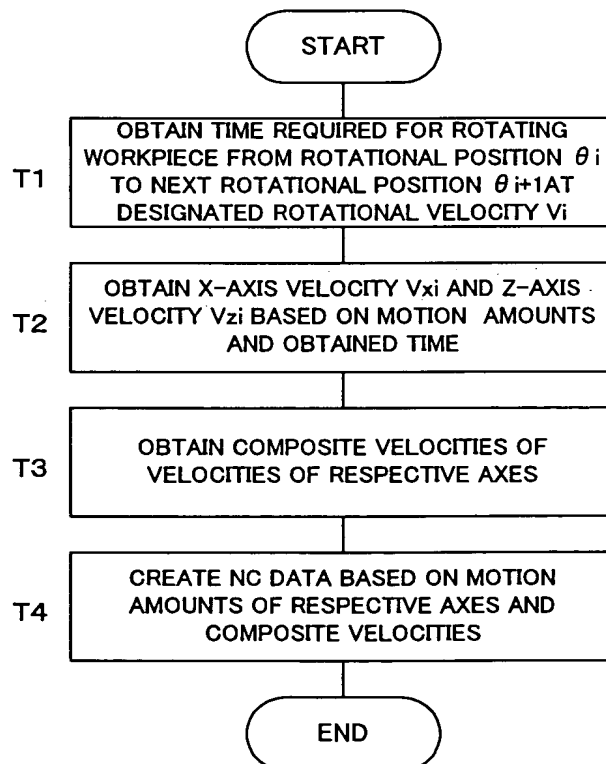 START
T1
OBTAIN TIME REQUIRED FOR ROTATING
WORKPIECE FROM ROTATIONAL POSITION θ i
TO NEXT ROTATIONAL POSITION θ i+1AT
DESIGNATED ROTATIONAL VELOCITY Vi
T2
OBTAIN X-AXIS VELOCITY Vxi AND Z-AXIS
VELOCITY Vzi BASED ON MOTION AMOUNTS
AND OBTAINED TIME
T3
OBTAIN COMPOSITE VELOCITIES OF
VELOCITIES OF RESPECTIVE AXES
T4
CREATE NC DATA BASED ON MOTION
AMOUNTS OF RESPECTIVE AXES AND
COMPOSITE VELOCITIES
END